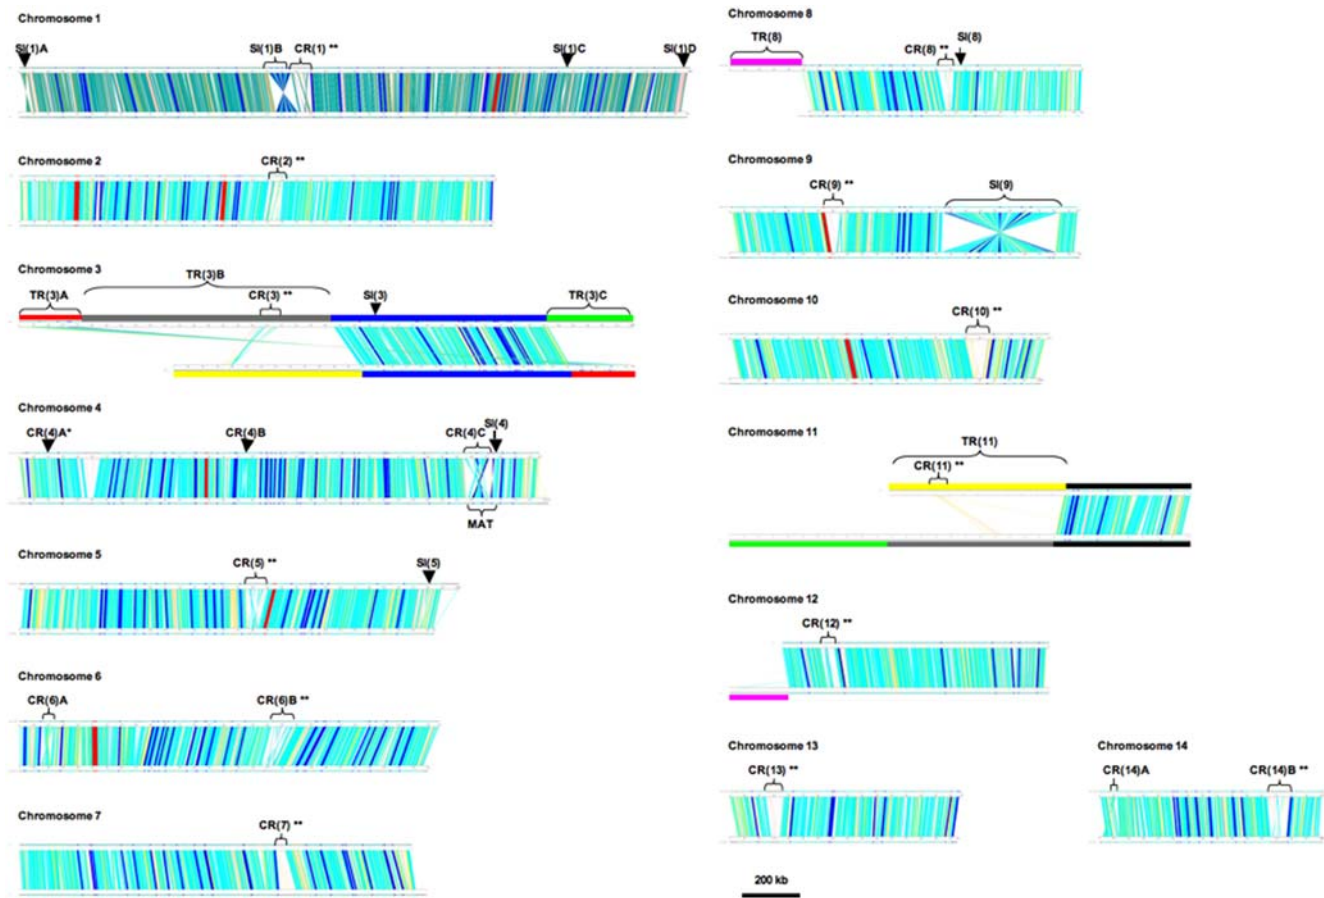 Chromosome 1
SI(1)A
SI(1)B
CR(1) **
SI(1)C
SI(1)D
Chromosome 2
CR(2) **
Chromosome 3
TR(3)A
TR(3)B
CR(3) **
SI(3)
TR(3)C
Chromosome 4
CR(4)A*
CR(4)B
CR(4)C
SI(4)
MAT
Chromosome 5
CR(5) **
SI(5)
Chromosome 6
CR(6)A
CR(6)B **
Chromosome 7
CR(7) **
Chromosome 8
TR(8)
CR(8) **
SI(8)
Chromosome 9
CR(9) **
SI(9)
Chromosome 10
CR(10) **
Chromosome 11
TR(11)
CR(11) **
Chromosome 12
CR(12) **
Chromosome 13
CR(13) **
Chromosome 14
CR(14)A
CR(14)B **
200 kb